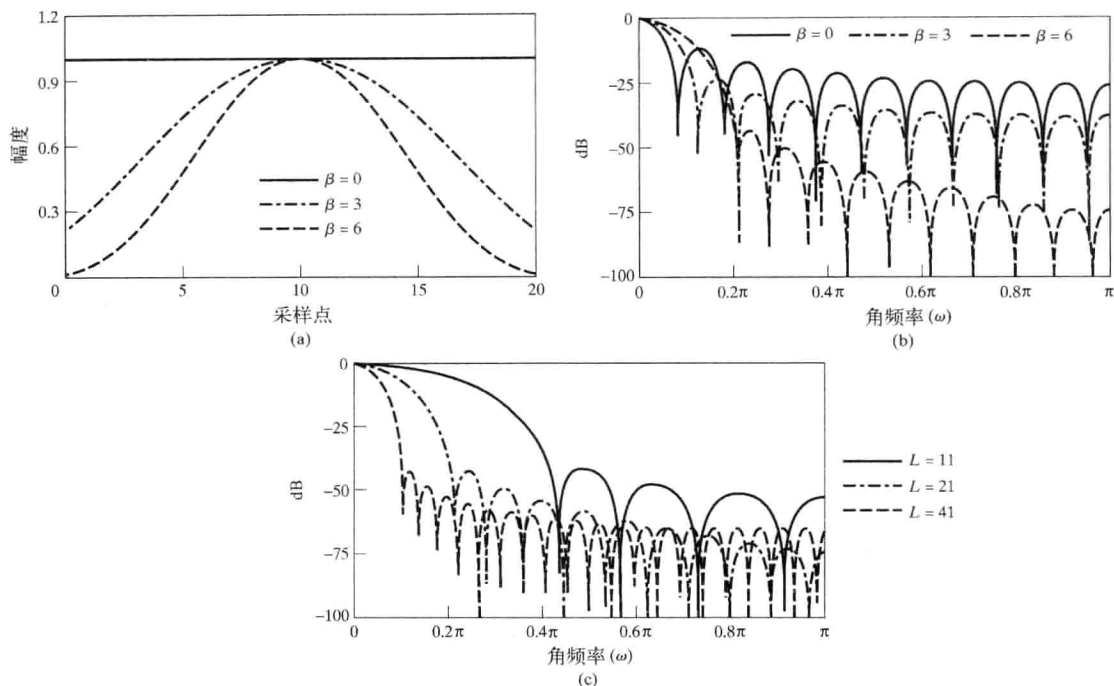 1.2
0.9
0.6
0.3
0
5
10
15
20
幅度
采样点
(a)
β = 0
β = 3
β = 6
0
−25
−50
−75
−100
dB
β = 0 β = 3 β = 6
0.2π
0.4π
0.6π
0.8π
π
角频率 (ω)
(b)
0
−25
−50
−75
−100
dB
0
0.2π
0.4π
0.6π
0.8π
π
角频率 (ω)
(c)
L = 11
L = 21
L = 41